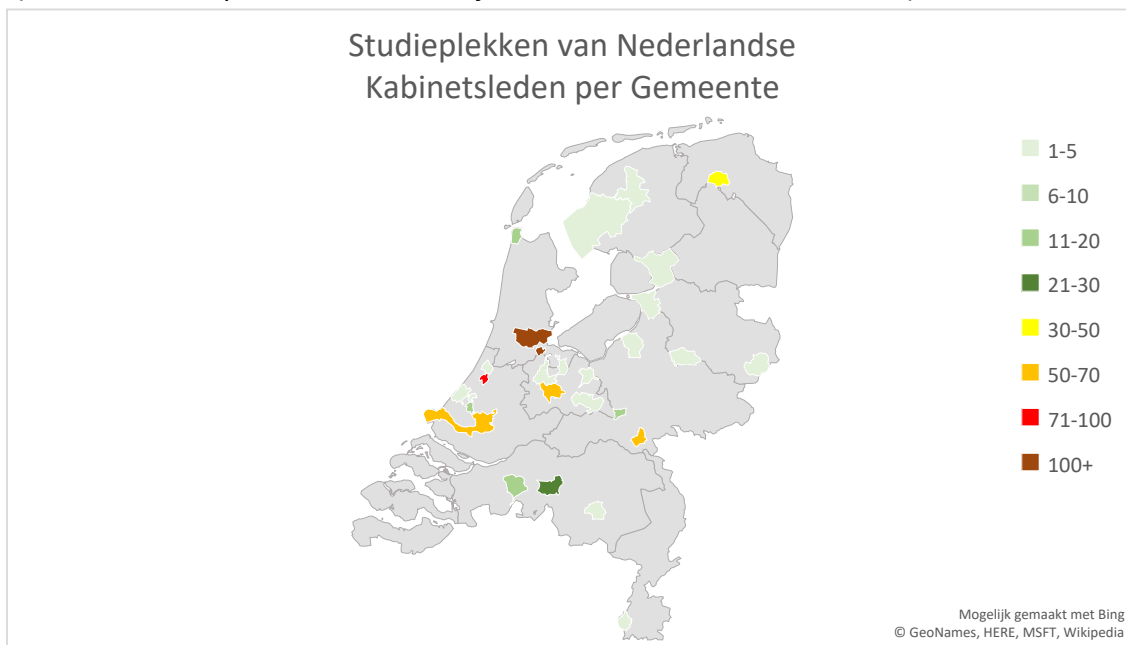 Studieplekken van Nederlandse
Kabinetsleden per Gemeente
1-5
6-10
11-20
21-30
30-50
50-70
71-100
100+
Mogelijk gemaakt met Bing
© GeoNames, HERE, MSFT, Wikipedia